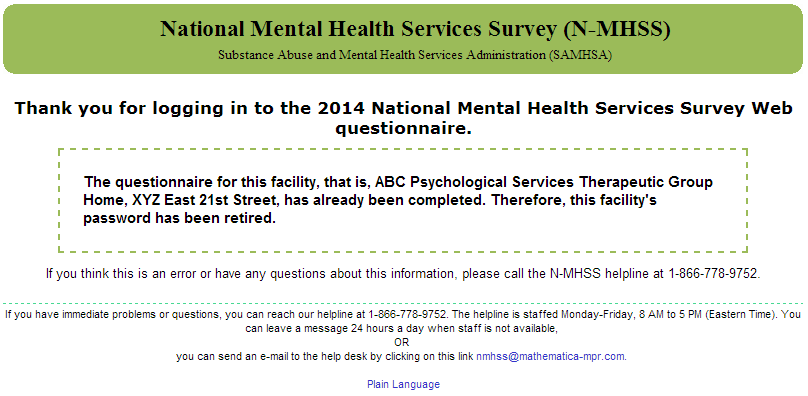 National Mental Health Services Survey (N-MHSS)
Substance Abuse and Mental Health Services Administration (SAMHSA)
Thank you for logging in to the 2014 National Mental Health Services Survey Web
questionnaire.
The questionnaire for this facility, that is, ABC Psychological Services Therapeutic Group
Home, XYZ East 21st Street, has already been completed. Therefore, this facility's
password has been retired.
If you think this is an error or have any questions about this information, please call the N-MHSS helpline at 1-866-778-9752.
If you have immediate problems or questions, you can reach our helpline at 1-866-778-9752. The helpline is staffed Monday-Friday, 8 AM to 5 PM (Eastern Time). You
can leave a message 24 hours a day when staff is not available,
OR
you can send an e-mail to the help desk by clicking on this link nmhss@mathematica-mpr.com.
Plain Language